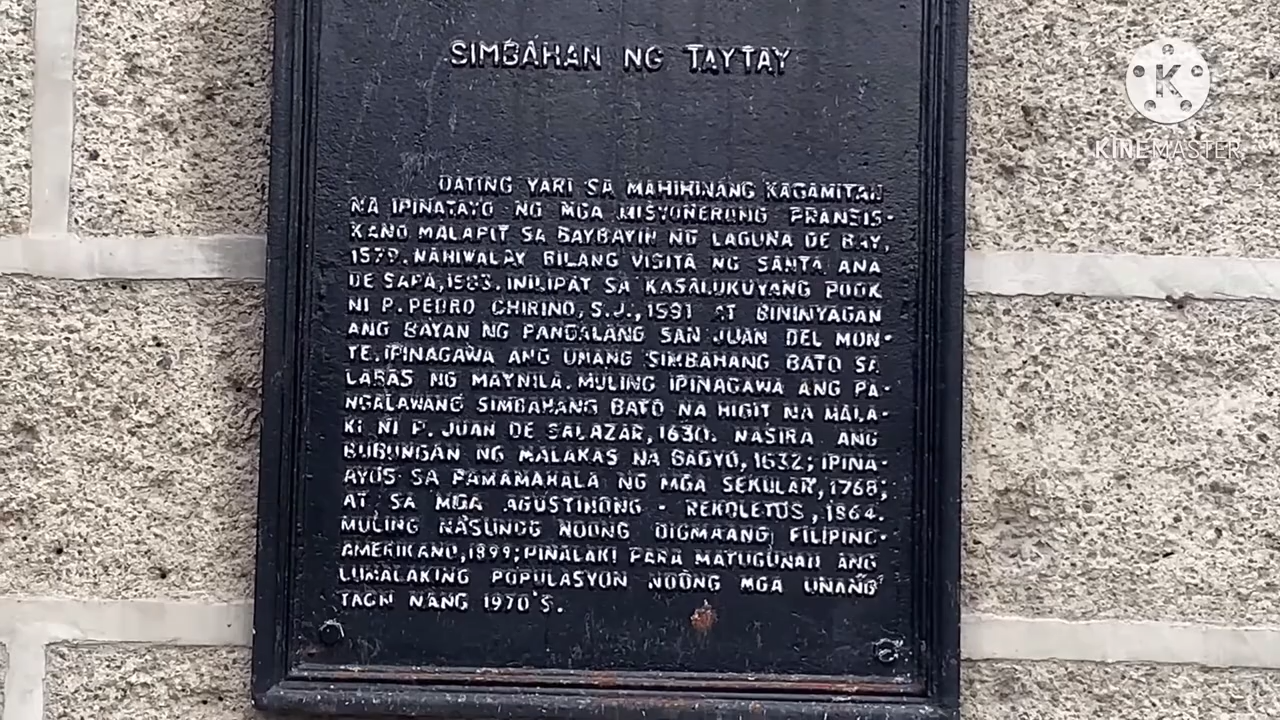 SIMBAHAN NG TAYTAY
DATING YARI SA MAHIHINANG KAGAMITAN
NA IPINATAYO NG MGA MISYONERONG PRANSIS-
KANO MALAPIT SA BAYBAYIN NG LAGUNA DE BAY,
1579. NAHIWALAY BILANG VISITA NG SANTA ANA
DE SAPA, 1583. INILIPAT SA KASALUKUYANG POOK
NI P. PEDRO CHIRINO, S.J., 1591 AT BININYAGAN
ANG BAYAN NG PANGALANG SAN JUAN DEL MON-
TE. IPINAGAWA ANG UNANG SIMBAHANG BATO SA
LABAS NG MAYNILA. MULING IPINAGAWA ANG PA-
NGALAWANG SIMBAHANG BATO NA HIGIT NA MALA-
KI NI P. JUAN DE SALAZAR, 1630. NASIRA ANG
BUBUNGAN NG MALAKAS NA BAGYO, 1632; IPINA-
AYOS SA PAMAMAHALA NG MGA SEKULAR, 1768;
AT SA MGA AGUSTINONG - REKOLETOS, 1864.
MULING NASUNOG NOONG DIGMAANG FILIPINO-
AMERIKANO, 1899; PINALAKI PARA MATUGUNAN ANG
LUMALAKING POPULASYON NOONG MGA UNANG
TAON NANG 1970'S.
K
KINEMASTER